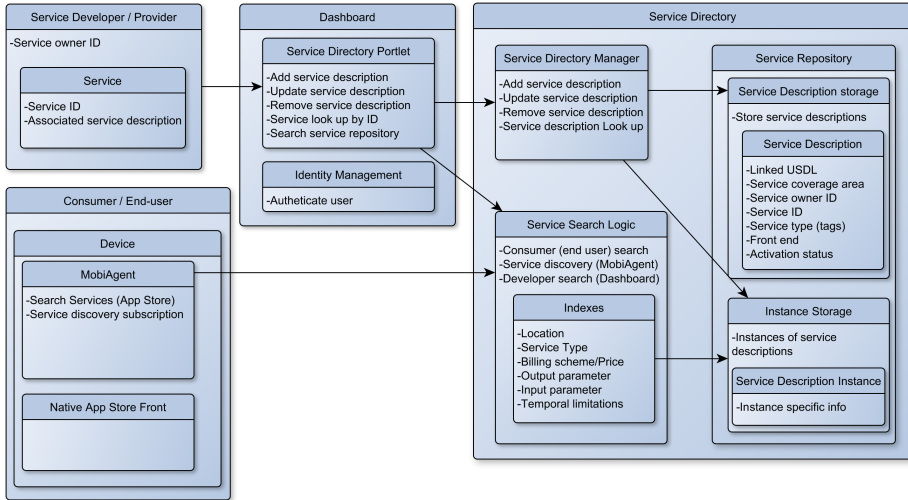 Service Developer / Provider
-Service owner ID
Service
-Service ID
-Associated service description
Consumer / End-user
Device
MobiAgent
-Search Services (App Store)
-Service discovery subscription
Native App Store Front
Dashboard
Service Directory Portlet
-Add service description
-Update service description
-Remove service description
-Service look up by ID
-Search service repository
Identity Management
-Autheticate user
Service Directory
Service Directory Manager
-Add service description
-Update service description
-Remove service description
-Service description Look up
Service Search Logic
-Consumer (end user) search
-Service discovery (MobiAgent)
-Developer search (Dashboard)
Indexes
-Location
-Service Type
-Billing scheme/Price
-Output parameter
-Input parameter
-Temporal limitations
Service Repository
Service Description storage
-Store service descriptions
Service Description
-Linked USDL
-Service coverage area
-Service owner ID
-Service ID
-Service type (tags)
-Front end
-Activation status
Instance Storage
-Instances of service
descriptions
Service Description Instance
-Instance specific info